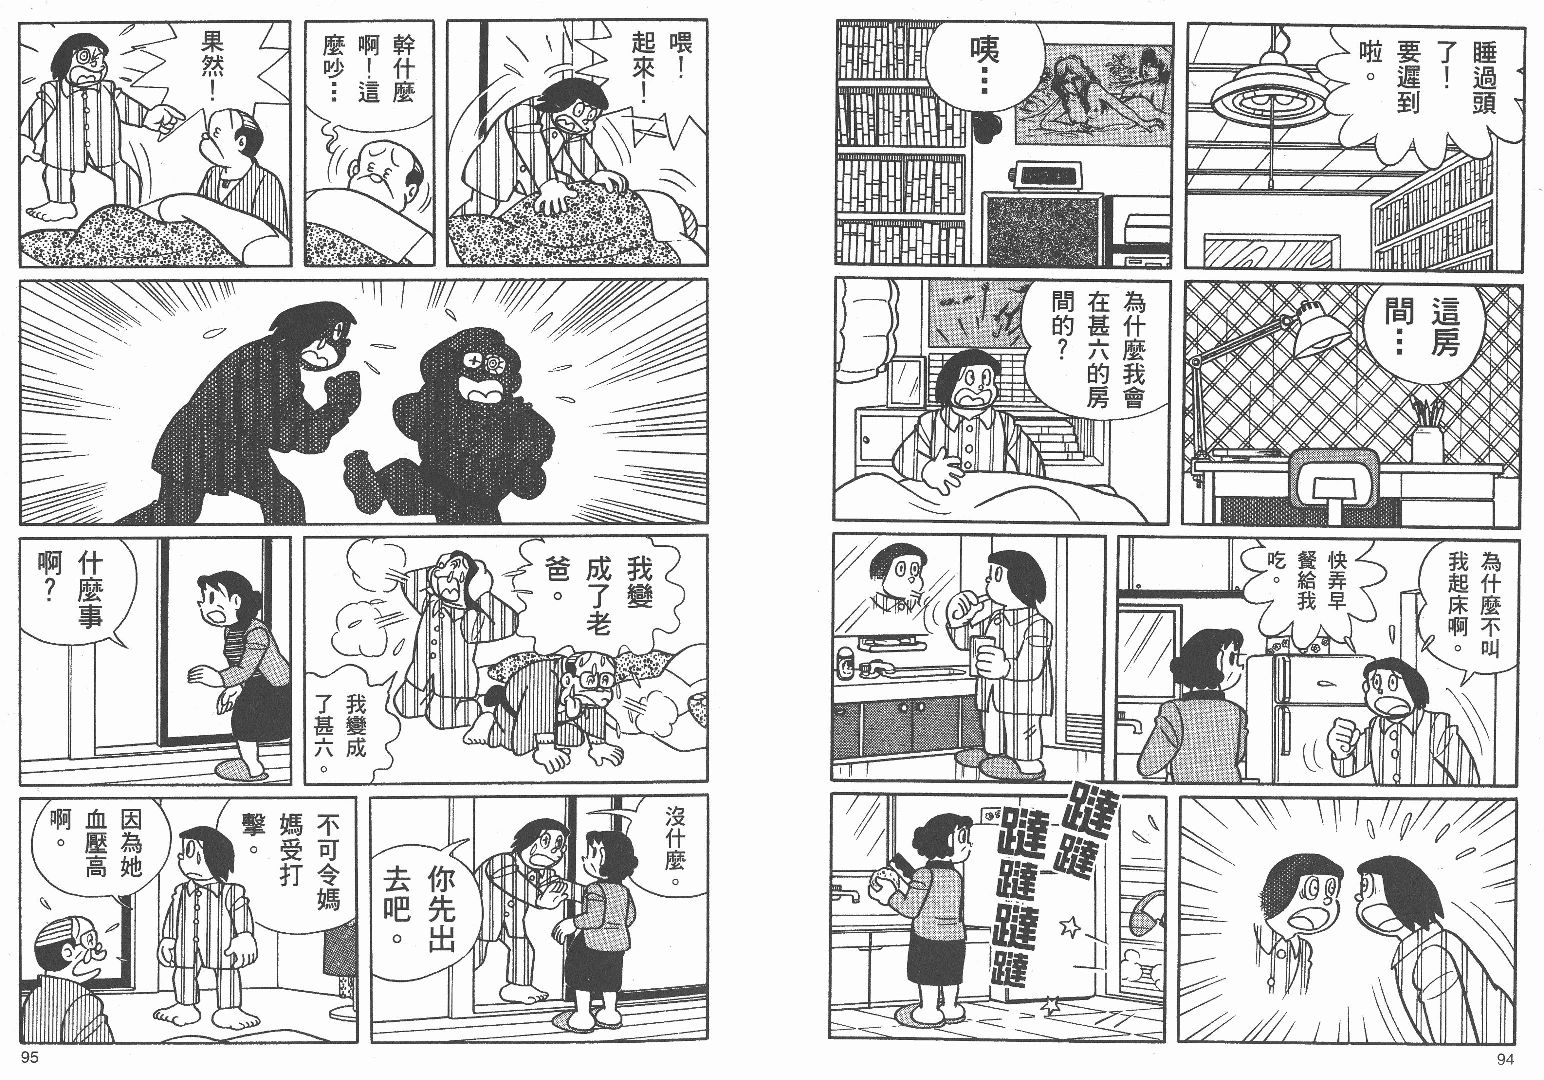 睡過頭
了！
要遲到
啦。
咦…
這房
間…
為什麼我會
在甚六的房
間的？
為什麼不叫
我起床啊。
快弄早
餐給我
吃。
躂
躂
躂
躂
躂
躂
躂
94
喂！
起來！
幹什麼
啊！這
麼吵…
果然！
我變
成了老
爸。
我變成
了甚六。
什麼事
啊？
沒什麼。
你先出
去吧。
不可令媽
媽受打
擊。
因為她
血壓高
啊。
95